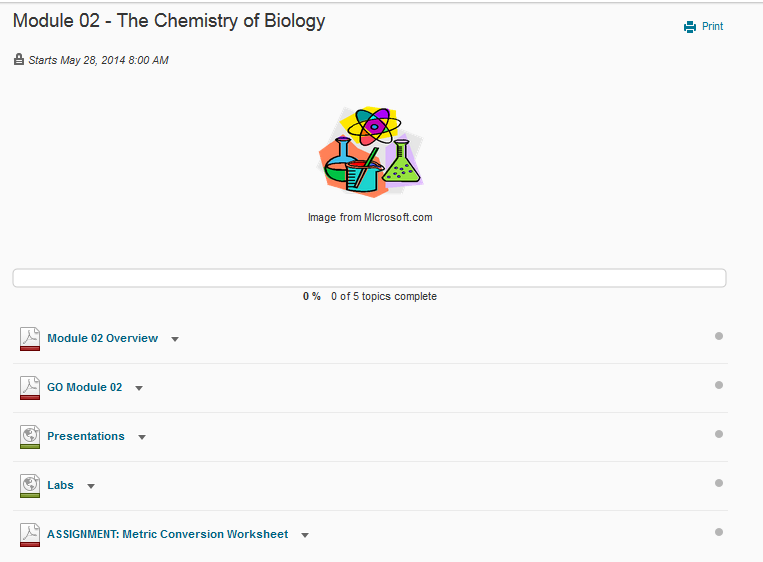 Module 02 - The Chemistry of Biology
Print
Starts May 28, 2014 8:00 AM
Image from MIcrosoft.com
0 % 0 of 5 topics complete
Module 02 Overview
GO Module 02
Presentations
Labs
ASSIGNMENT: Metric Conversion Worksheet